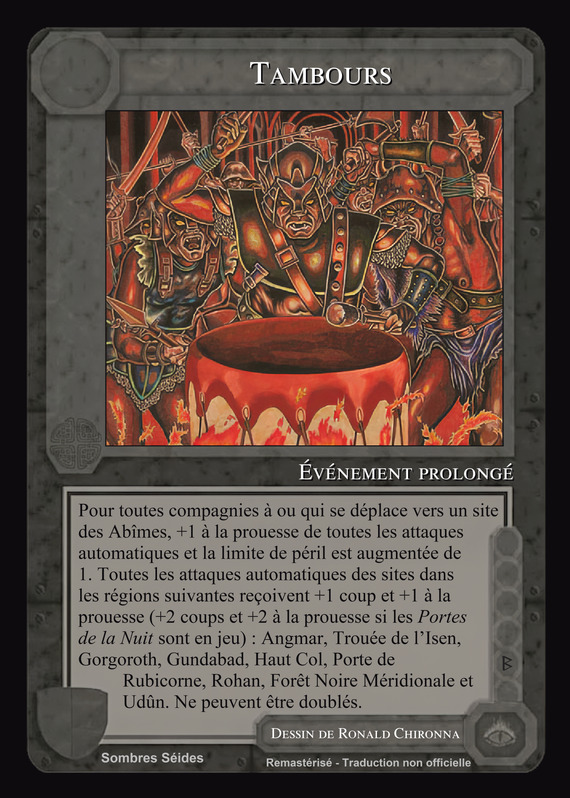 Tambours
Événement prolongé
Pour toutes compagnies à ou qui se déplace vers un site
des Abîmes, +1 à la prouesse de toutes les attaques
automatiques et la limite de péril est augmentée de
1. Toutes les attaques automatiques des sites dans
les régions suivantes reçoivent +1 coup et +1 à la
prouesse (+2 coups et +2 à la prouesse si les Portes
de la Nuit sont en jeu) : Angmar, Trouée de l'Isen,
Gorgoroth, Gundabad, Haut Col, Porte de
Rubicorne, Rohan, Forêt Noire Méridionale et
Udûn. Ne peuvent être doublés.
Dessin de Ronald Chironna
Sombres Séides
Remastérisé - Traduction non officielle